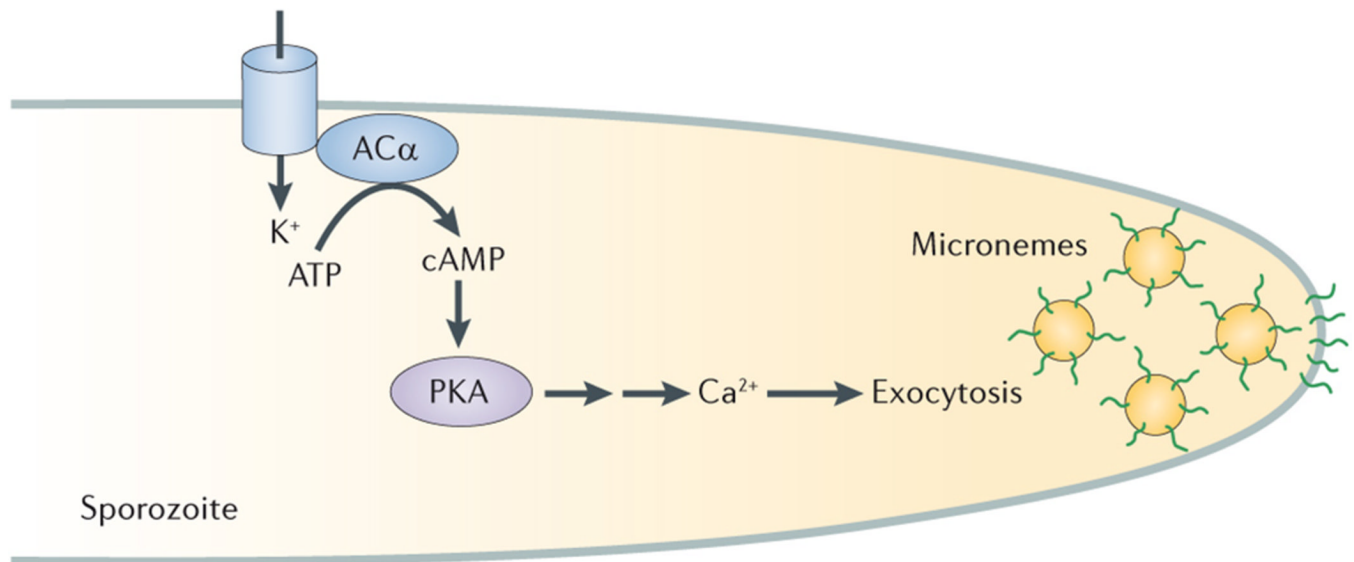 ACα
K⁺
ATP
cAMP
Micronemes
PKA
Ca²⁺
Exocytosis
Sporozoite